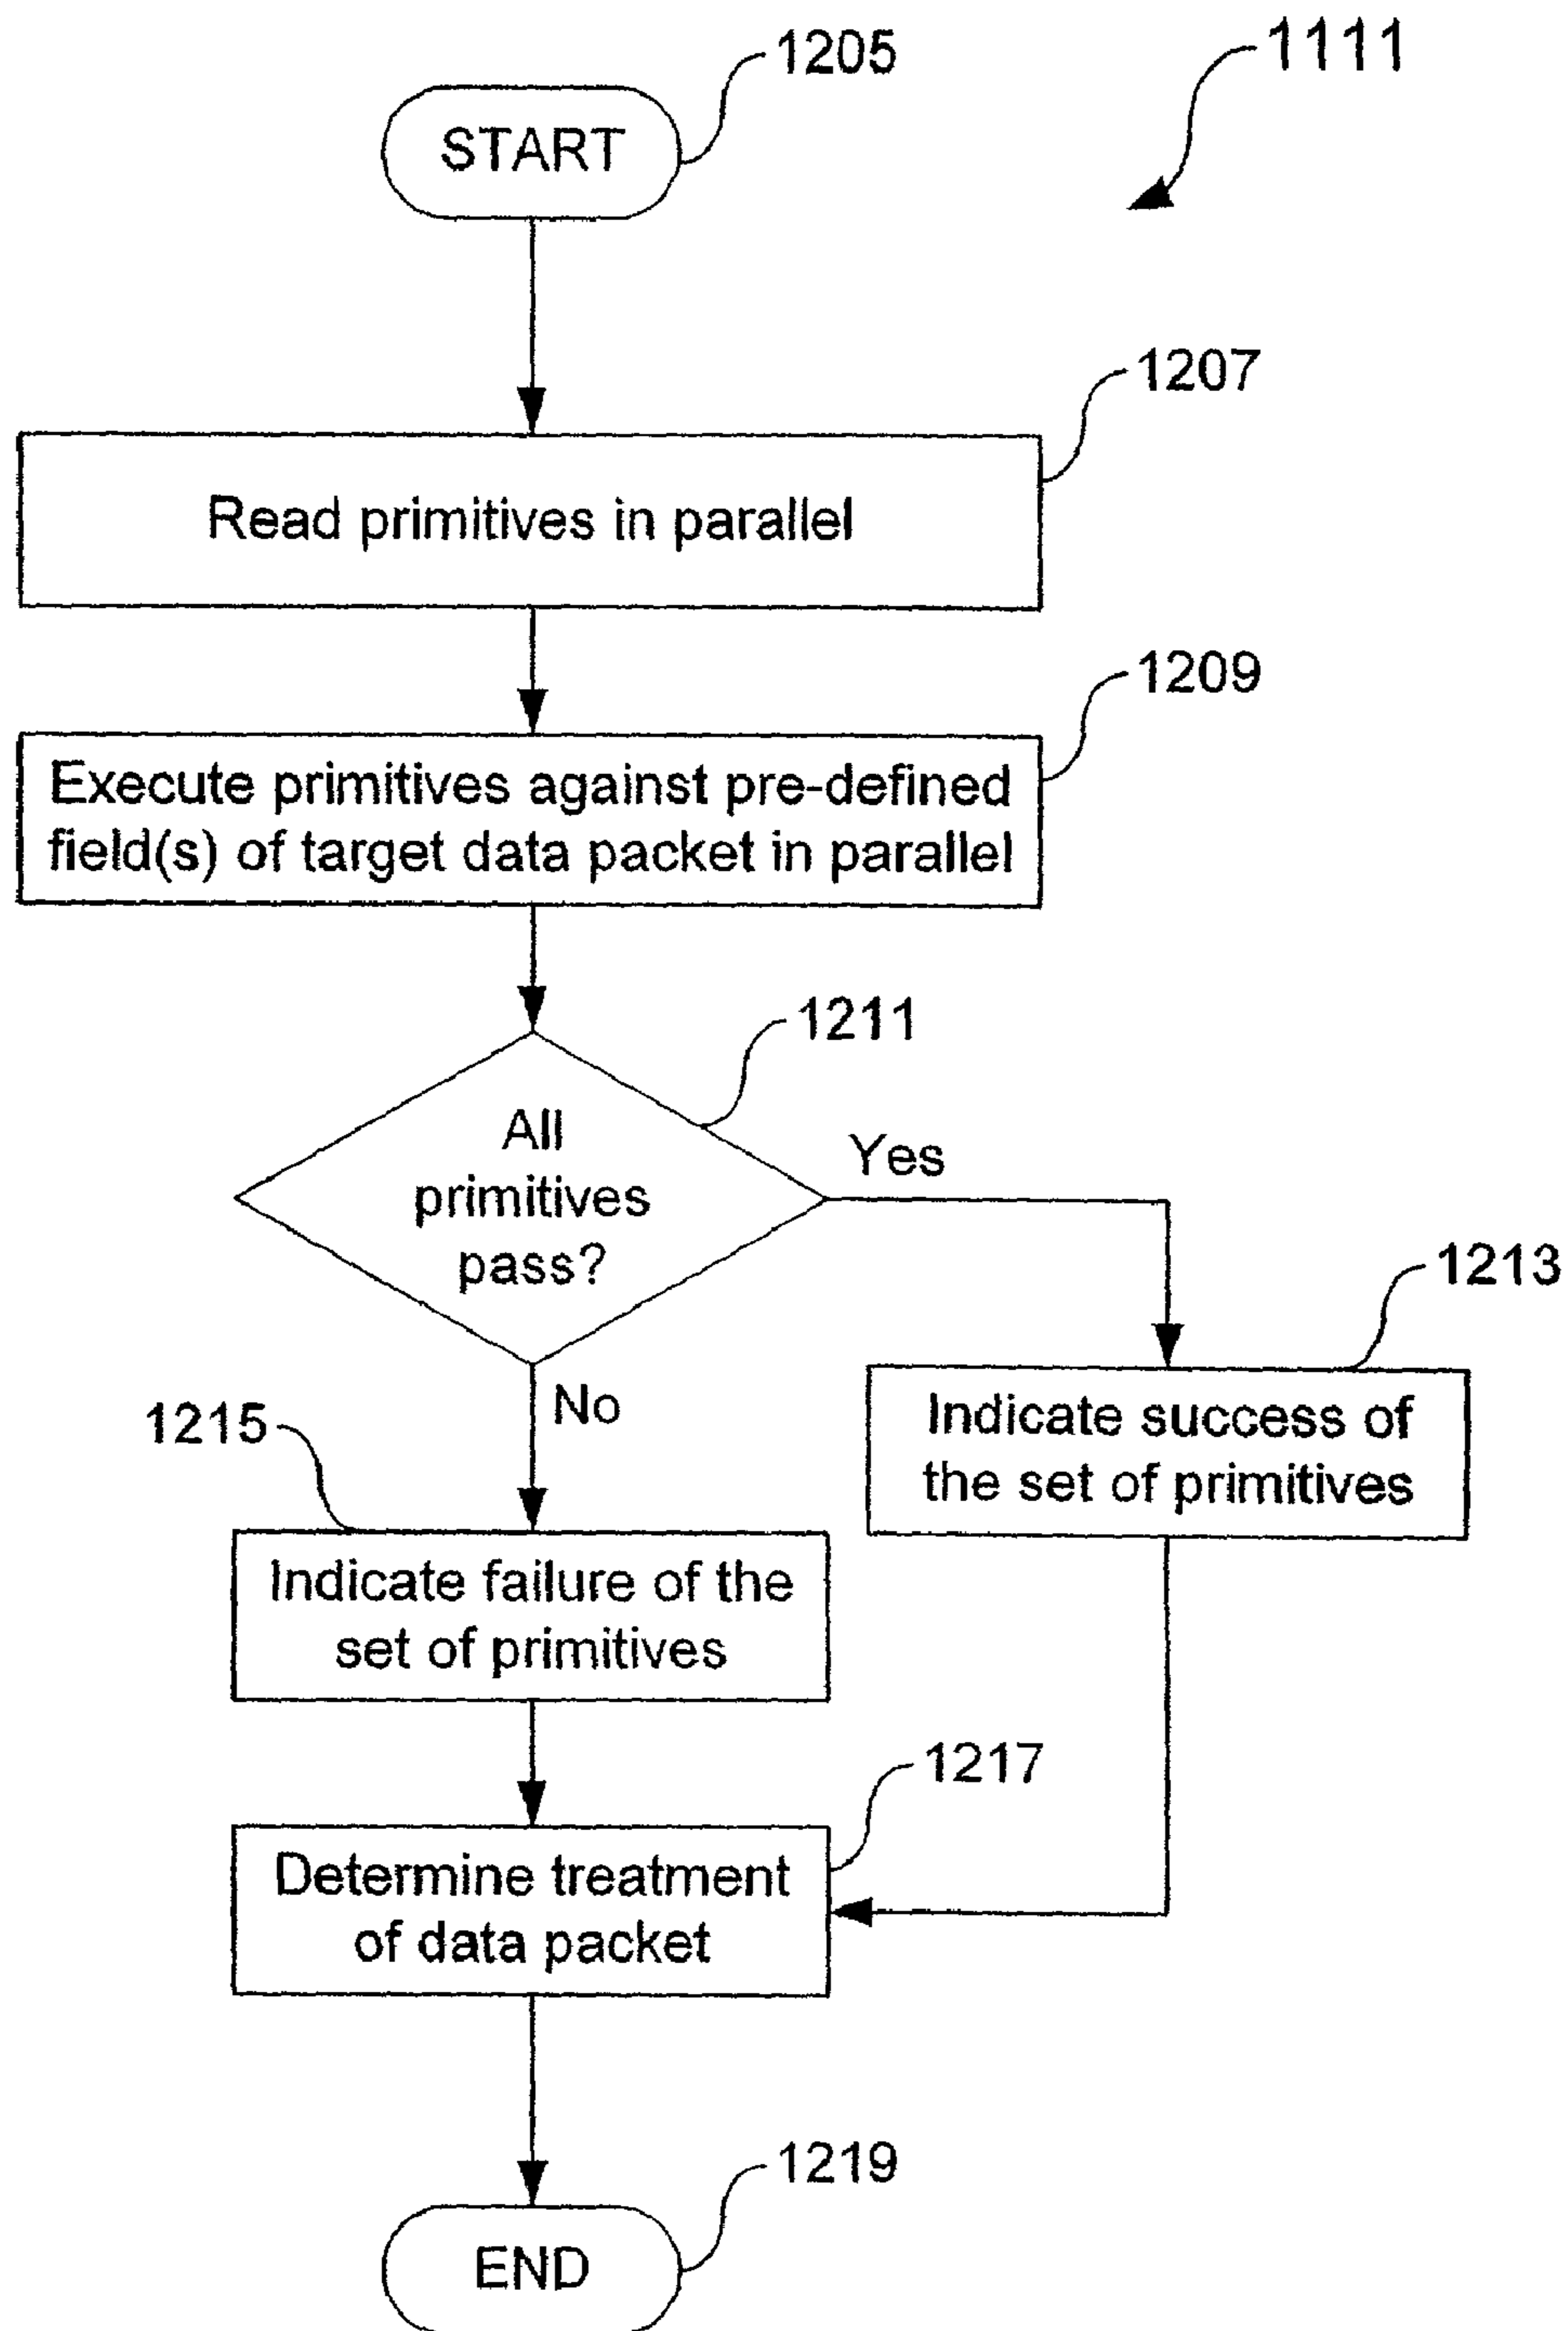 1205
1111
START
1207
Read primitives in parallel
1209
Execute primitives against pre-defined
field(s) of target data packet in parallel
1211
All
primitives
pass?
Yes
1213
Indicate success of
the set of primitives
No
1215
Indicate failure of the
set of primitives
1217
Determine treatment
of data packet
1219
END